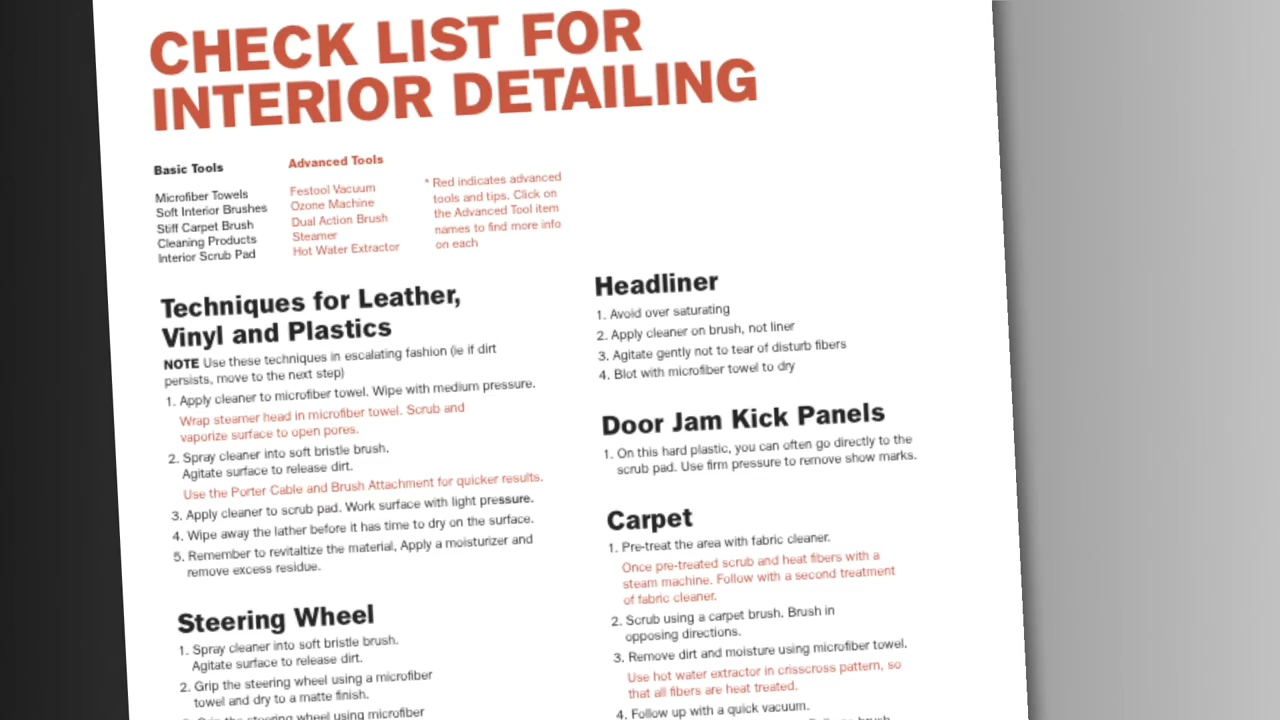 CHECK LIST FOR
INTERIOR DETAILING
Basic Tools
Microfiber Towels
Soft Interior Brushes
Stiff Carpet Brush
Cleaning Products
Interior Scrub Pad
Advanced Tools
Festool Vacuum
Ozone Machine
Dual Action Brush
Steamer
Hot Water Extractor
* Red indicates advanced
tools and tips. Click on
the Advanced Tool item
names to find more info
on each
Techniques for Leather,
Vinyl and Plastics
NOTE Use these techniques in escalating fashion (ie if dirt
persists, move to the next step)
1. Apply cleaner to microfiber towel. Wipe with medium pressure.
Wrap steamer head in microfiber towel. Scrub and
vaporize surface to open pores.
2. Spray cleaner into soft bristle brush.
Agitate surface to release dirt.
Use the Porter Cable and Brush Attachment for quicker results.
3. Apply cleaner to scrub pad. Work surface with light pressure.
4. Wipe away the lather before it has time to dry on the surface.
5. Remember to revitaltize the material, Apply a moisturizer and
remove excess residue.
Steering Wheel
1. Spray cleaner into soft bristle brush.
Agitate surface to release dirt.
2. Grip the steering wheel using a microfiber
towel and dry to a matte finish.
Grip the steering wheel using microfiber
Headliner
1. Avoid over saturating
2. Apply cleaner on brush, not liner
3. Agitate gently not to tear of disturb fibers
4. Blot with microfiber towel to dry
Door Jam Kick Panels
1. On this hard plastic, you can often go directly to the
scrub pad. Use firm pressure to remove show marks.
Carpet
1. Pre-treat the area with fabric cleaner.
Once pre-treated scrub and heat fibers with a
steam machine. Follow with a second treatment
of fabric cleaner.
2. Scrub using a carpet brush. Brush in
opposing directions.
3. Remove dirt and moisture using microfiber towel.
Use hot water extractor in crisscross pattern, so
that all fibers are heat treated.
4. Follow up with a quick vacuum.